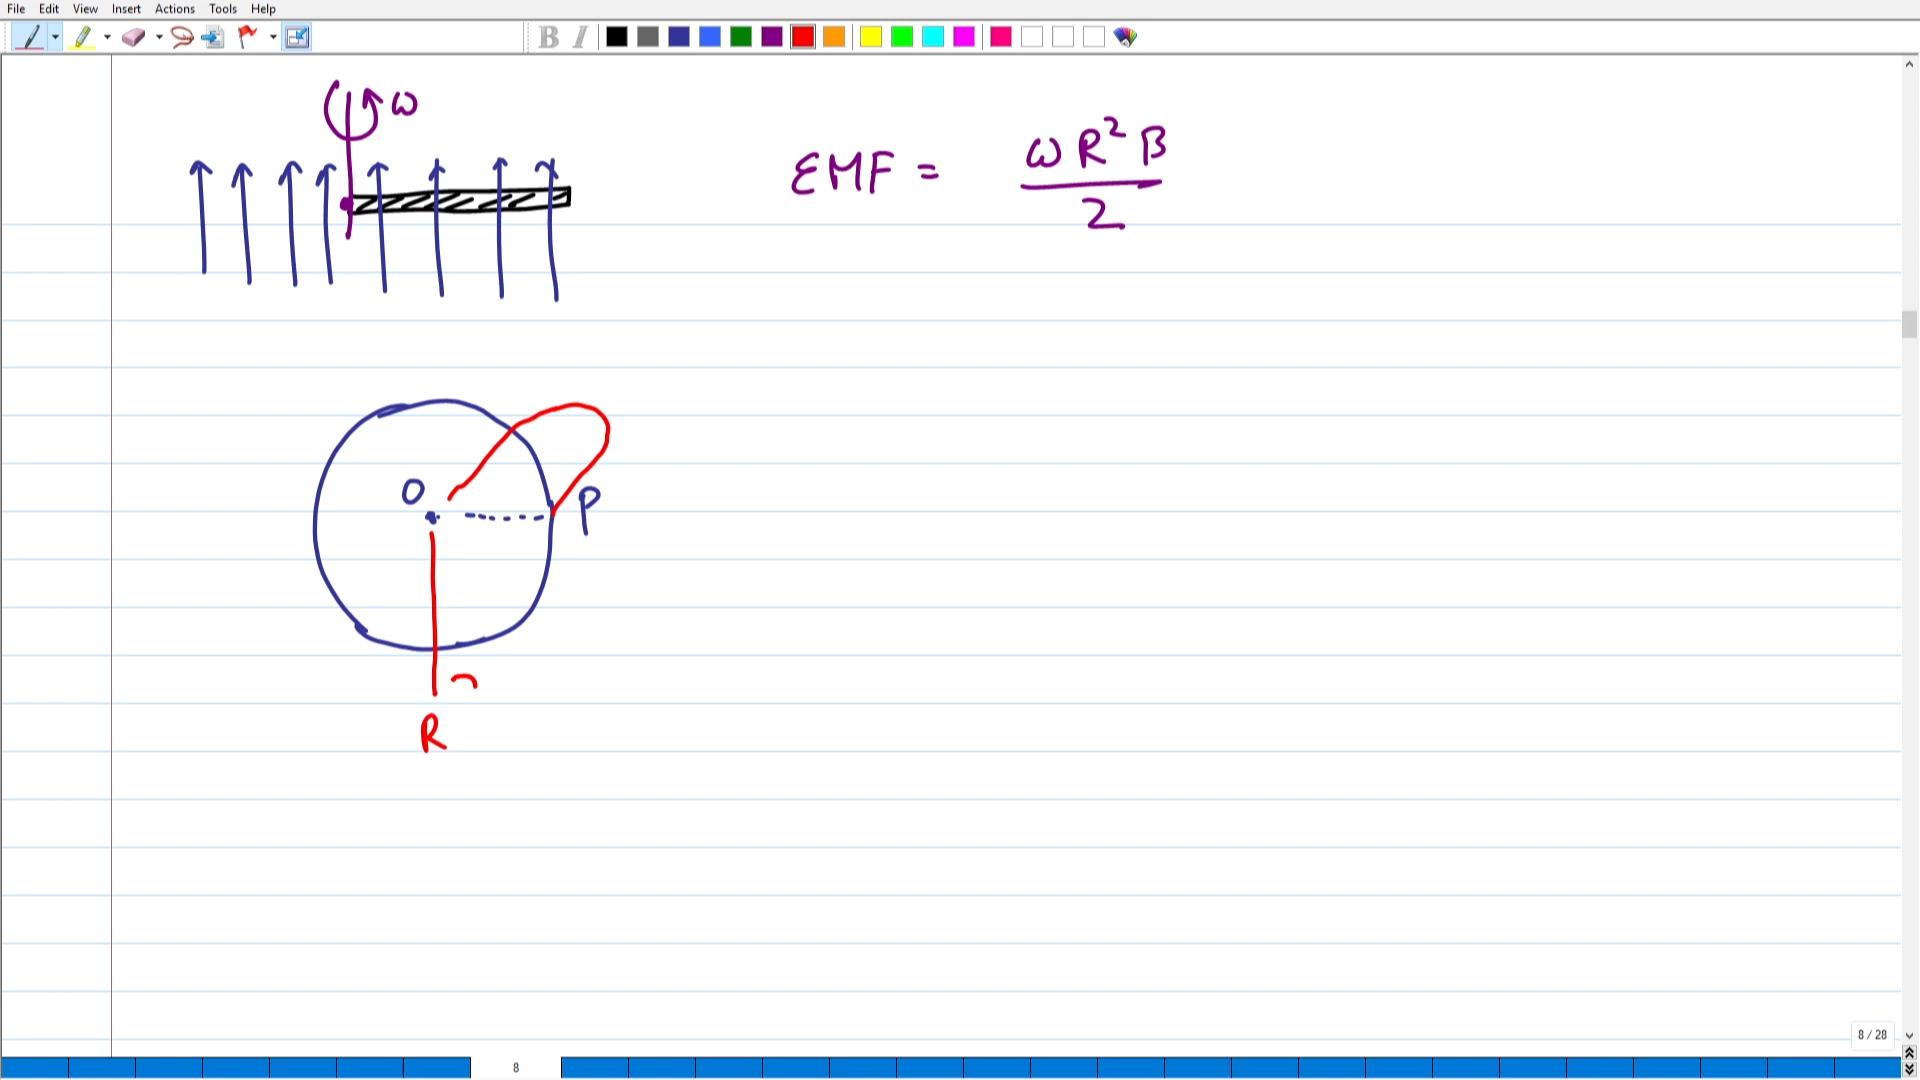 File Edit View Insert Actions Tools Help
B I
ω
EMF = ωR²B / 2
O
P
R
8 / 28
8